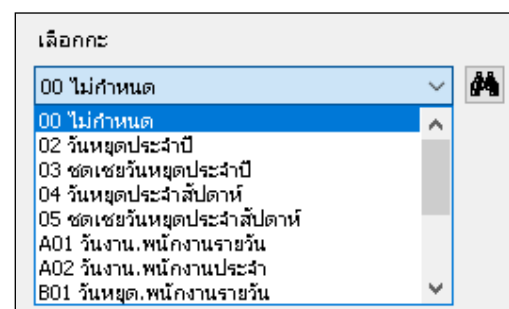 เลือกกะ
00 ไม่กำหนด
00 ไม่กำหนด
02 วันหยุดประจำปี
03 ชดเชยวันหยุดประจำปี
04 วันหยุดประจำสัปดาห์
05 ชดเชยวันหยุดประจำสัปดาห์
A01 วันงาน.พนักงานรายวัน
A02 วันงาน.พนักงานประจำ
B01 วันหยุด.พนักงานรายวัน